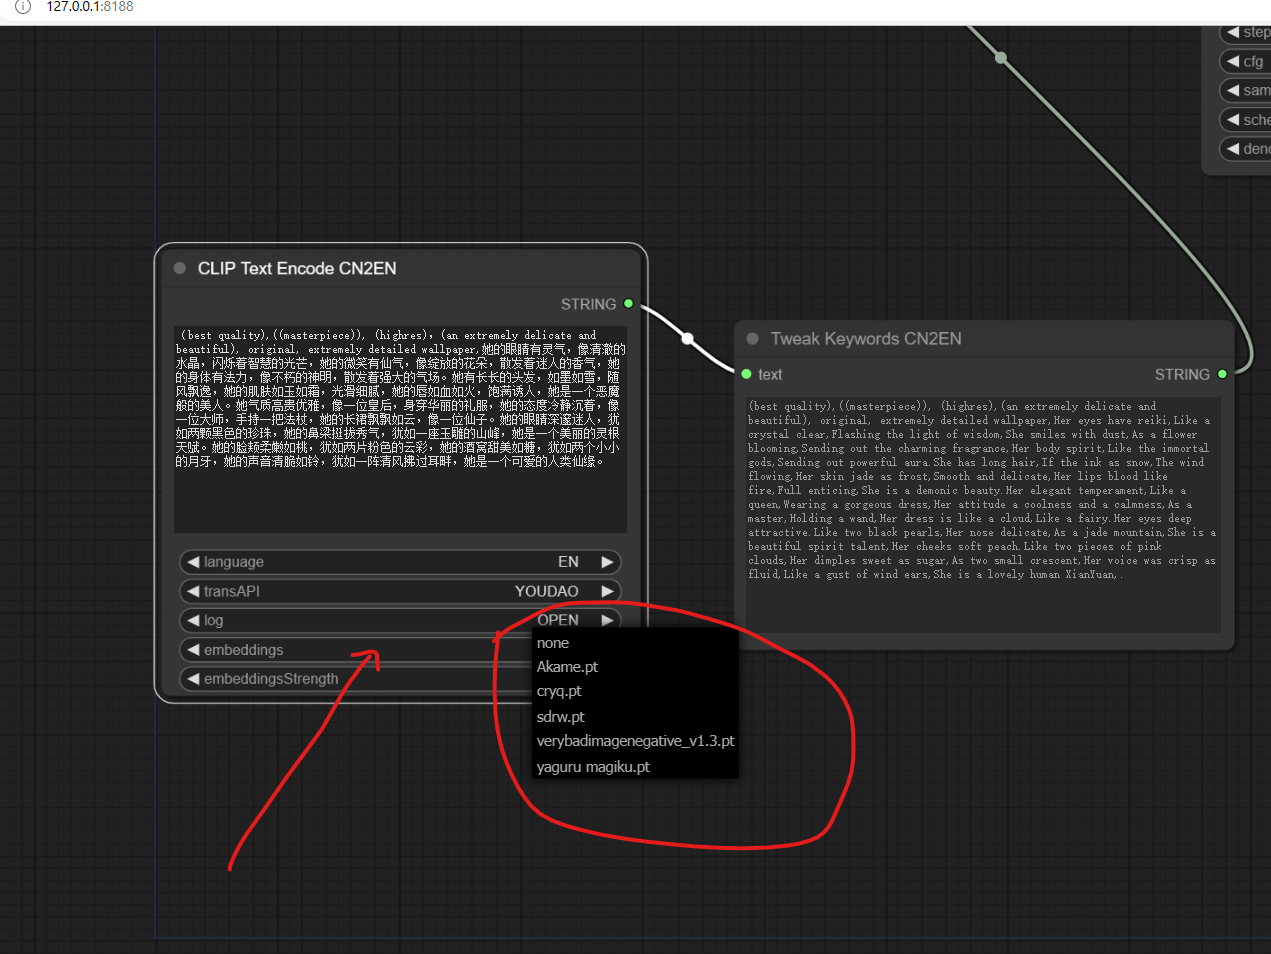 127.0.0.1:8188
step
cfg
sam
sche
deno
CLIP Text Encode CN2EN
STRING
(best quality),((masterpiece)), (highres), (an extremely delicate and
beautiful), original, extremely detailed wallpaper,她的眼睛有灵气，像清澈的
水晶，闪烁着智慧的光芒，她的微笑有仙气，像绽放的花朵，散发着迷人的香气，她
的身体有法力，像不朽的神明，散发着强大的气场。她有长长的头发，如墨如雪，随
风飘逸，她的肌肤如玉如霜，光滑细腻，她的唇如血如火，饱满诱人，她是一个恶魔
般的美人。她气质高贵优雅，像一位皇后，身穿华丽的礼服，她的态度冷静沉着，像
一位大师，手持一把法杖，她的长裙飘飘如云，像一位仙子。她的眼睛深邃迷人，犹
如两颗黑色的珍珠，她的鼻梁挺拔秀气，犹如一座玉雕的山峰，她是一个美丽的灵根
天赋。她的脸颊柔嫩如桃，犹如两片粉色的云彩，她的酒窝甜美如糖，犹如两个小小
的月牙，她的声音清脆如铃，犹如一阵清风拂过耳畔，她是一个可爱的人类仙缘。
language EN
transAPI YOUDAO
log OPEN
embeddings
embeddingsStrength
none
Akame.pt
cryq.pt
sdrw.pt
verybadimagenegative_v1.3.pt
yaguru magiku.pt
Tweak Keywords CN2EN
text
STRING
(best quality),((masterpiece)), (highres),(an extremely delicate and
beautiful), original, extremely detailed wallpaper,Her eyes have reiki,Like a
crystal clear,Flashing the light of wisdom,She smiles with dust,As a flower
blooming,Sending out the charming fragrance,Her body spirit,Like the immortal
gods,Sending out powerful aura.She has long hair,If the ink as snow,The wind
flowing,Her skin jade as frost,Smooth and delicate,Her lips blood like
fire,Full enticing,She is a demonic beauty.Her elegant temperament,Like a
queen,Wearing a gorgeous dress,Her attitude a coolness and a calmness,As a
master,Holding a wand,Her dress is like a cloud,Like a fairy.Her eyes deep
attractive.Like two black pearls,Her nose delicate,As a jade mountain,She is a
beautiful spirit talent,Her cheeks soft peach.Like two pieces of pink
clouds,Her dimples sweet as sugar,As two small crescent,Her voice was crisp as
fluid,Like a gust of wind ears,She is a lovely human XianYuan,.